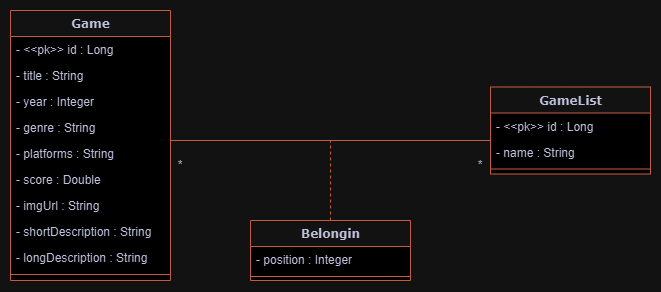 Game
- <<pk>> id : Long
- title : String
- year : Integer
- genre : String
- platforms : String
- score : Double
- imgUrl : String
- shortDescription : String
- longDescription : String
*
*
GameList
- <<pk>> id : Long
- name : String
Belongin
- position : Integer